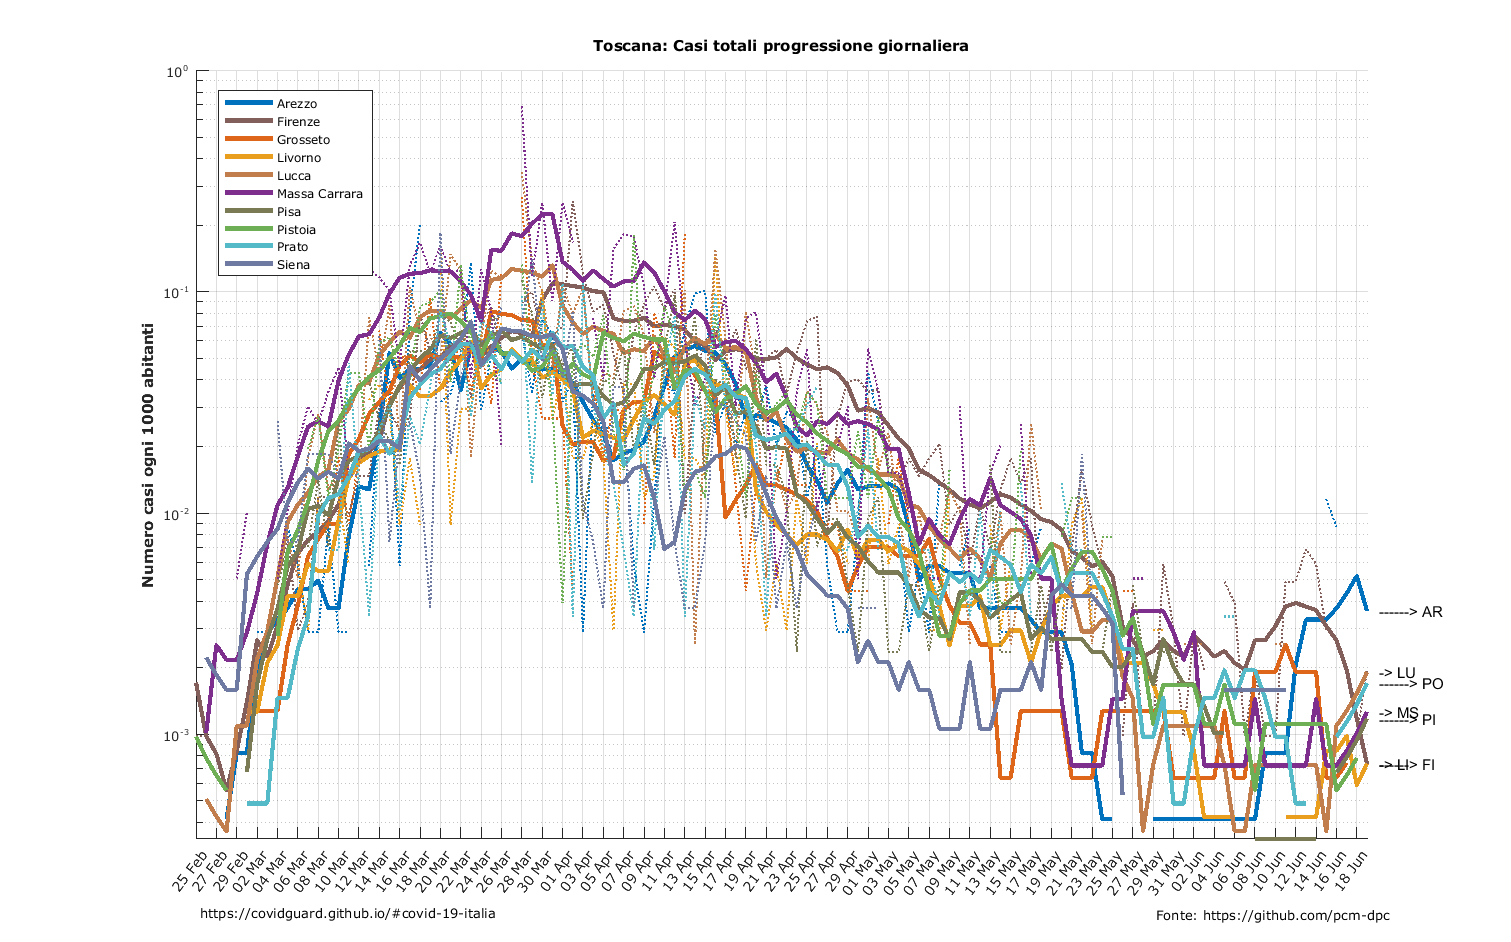 Toscana: Casi totali progressione giornaliera
Numero casi ogni 1000 abitanti
10^0
10^-1
10^-2
10^-3
Arezzo
Firenze
Grosseto
Livorno
Lucca
Massa Carrara
Pisa
Pistoia
Prato
Siena
------> AR
-> LU
------> PO
-> MS
------> PI
-> LI
------> FI
25 Feb
27 Feb
29 Feb
02 Mar
04 Mar
06 Mar
08 Mar
10 Mar
12 Mar
14 Mar
16 Mar
18 Mar
20 Mar
22 Mar
24 Mar
26 Mar
28 Mar
30 Mar
01 Apr
03 Apr
05 Apr
07 Apr
09 Apr
11 Apr
13 Apr
15 Apr
17 Apr
19 Apr
21 Apr
23 Apr
25 Apr
27 Apr
29 Apr
01 May
03 May
05 May
07 May
09 May
11 May
13 May
15 May
17 May
19 May
21 May
23 May
25 May
27 May
29 May
31 May
02 Jun
04 Jun
06 Jun
08 Jun
10 Jun
12 Jun
14 Jun
16 Jun
18 Jun
https://covidguard.github.io/#covid-19-italia
Fonte: https://github.com/pcm-dpc